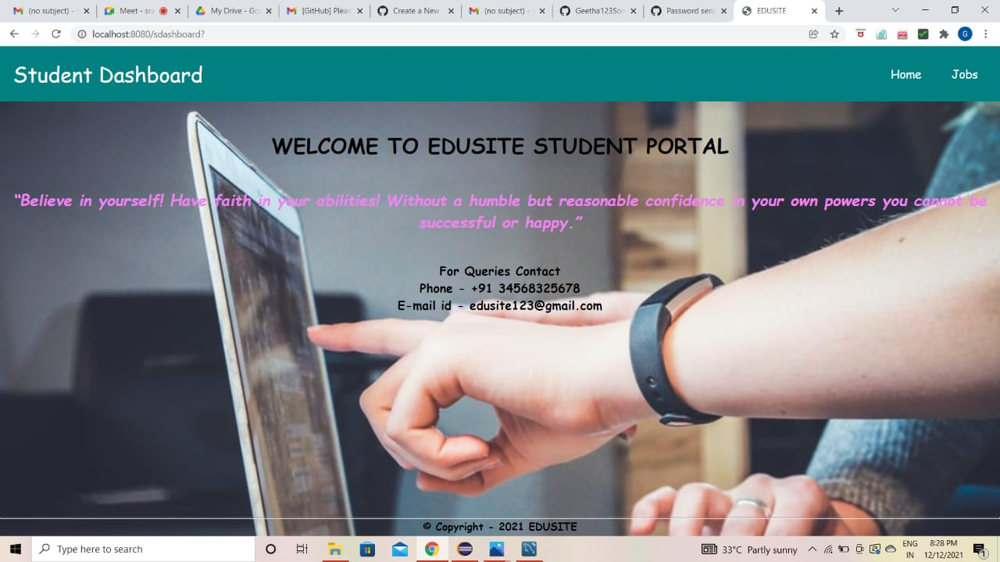 (no subject) -
Meet - sra
My Drive - Go
[GitHub] Pleas
Create a New
(no subject) -
Geetha123Son
Password sent
EDUSITE
localhost:8080/sdashboard?
G
Student Dashboard
Home
Jobs
WELCOME TO EDUSITE STUDENT PORTAL
“Believe in yourself! Have faith in your abilities! Without a humble but reasonable confidence in your own powers you cannot be
successful or happy.”
For Queries Contact
Phone - +91 34568325678
E-mail id - edusite123@gmail.com
© Copyright - 2021 EDUSITE
Type here to search
33°C Partly sunny
ENG
IN
8:28 PM
12/12/2021
1